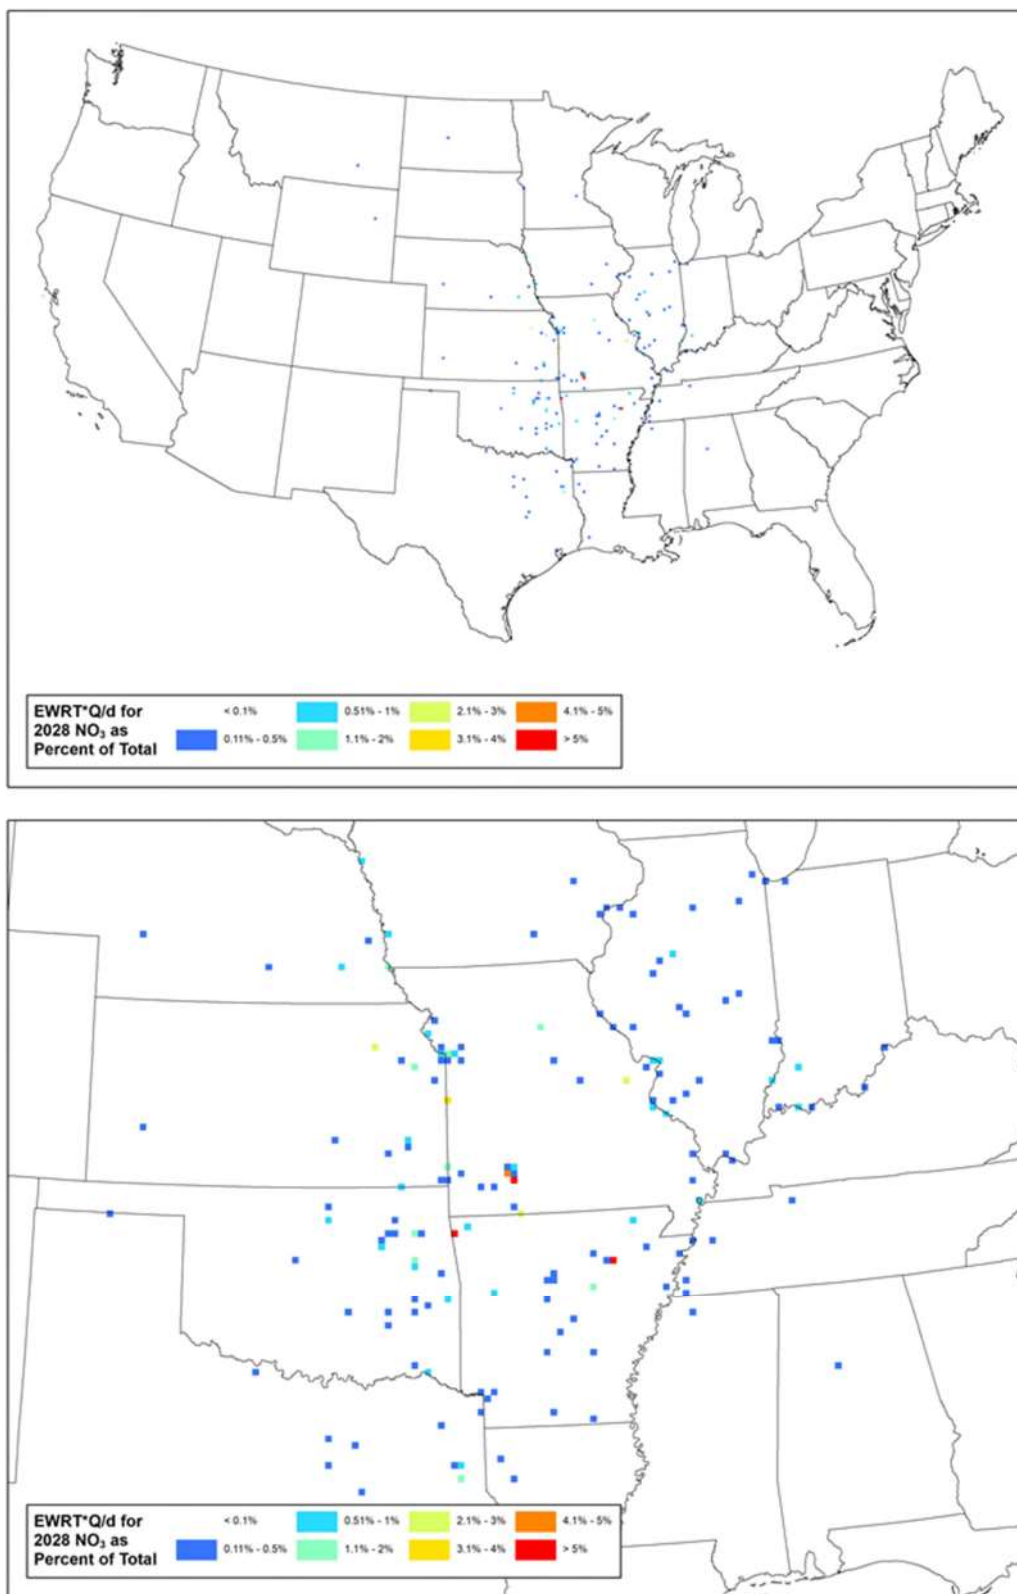 EWRT*Q/d for
2028 NO₃ as
Percent of Total
< 0.1%
0.51% - 1%
2.1% - 3%
4.1% - 5%
0.11% - 0.5%
1.1% - 2%
3.1% - 4%
> 5%
EWRT*Q/d for
2028 NO₃ as
Percent of Total
< 0.1%
0.51% - 1%
2.1% - 3%
4.1% - 5%
0.11% - 0.5%
1.1% - 2%
3.1% - 4%
> 5%